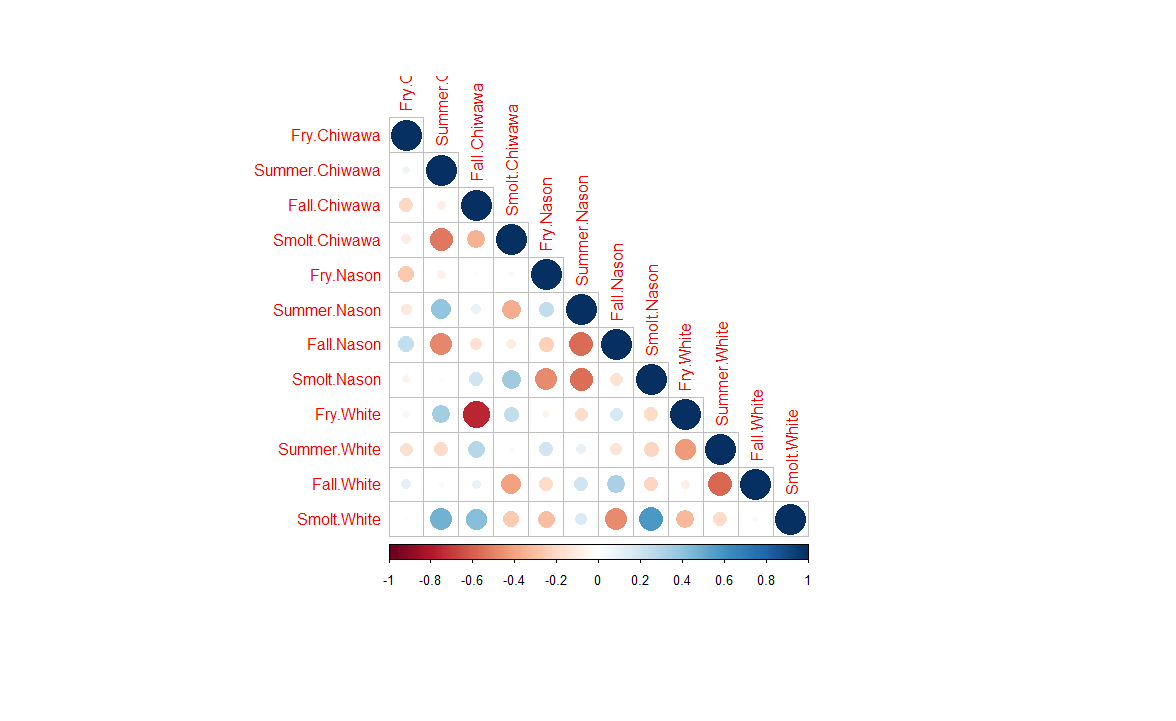 Fry.C
Summer.C
Fall.Chiwawa
Smolt.Chiwawa
Fry.Nason
Summer.Nason
Fall.Nason
Smolt.Nason
Fry.White
Summer.White
Fall.White
Smolt.White
Fry.Chiwawa
Summer.Chiwawa
Fall.Chiwawa
Smolt.Chiwawa
Fry.Nason
Summer.Nason
Fall.Nason
Smolt.Nason
Fry.White
Summer.White
Fall.White
Smolt.White
-1 -0.8 -0.6 -0.4 -0.2 0 0.2 0.4 0.6 0.8 1